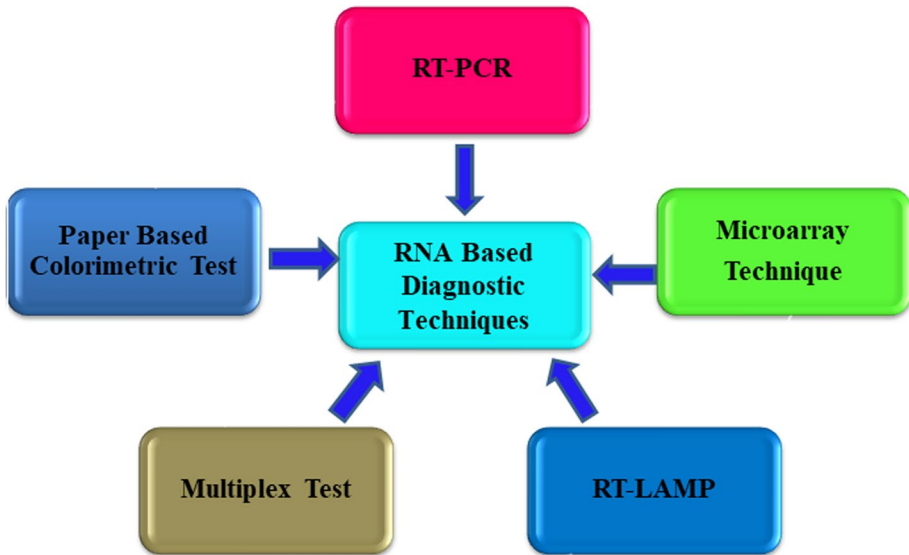 RT-PCR
Paper Based
Colorimetric Test
RNA Based
Diagnostic
Techniques
Microarray
Technique
Multiplex Test
RT-LAMP